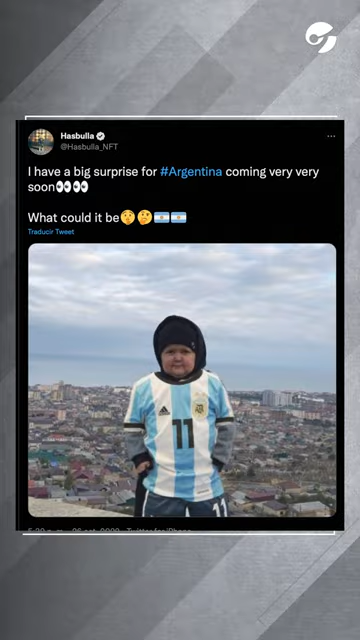 Hasbulla
@Hasbulla_NFT
I have a big surprise for #Argentina coming very very
soon👀👀
What could it be🤫🤔🇦🇷🇦🇷
Traducir Tweet
11
11